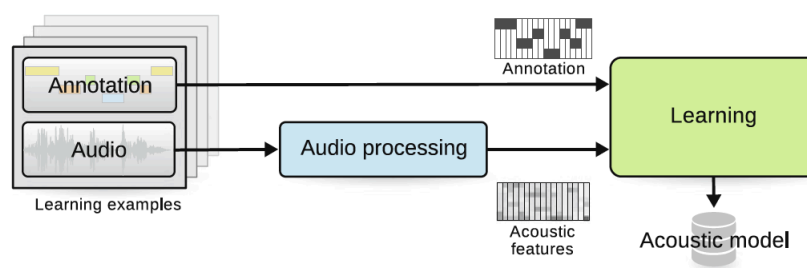 Annotation
Audio
Learning examples
Audio processing
Annotation
Acoustic
features
Learning
Acoustic model